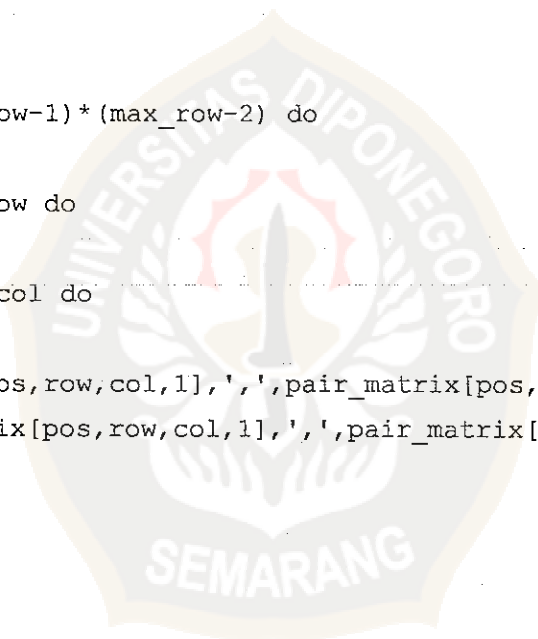 ow-1)*(max_row-2) do
ow do
col do
os,row,col,1],',',pair_matrix[pos,
ix[pos,row,col,1],',',pair_matrix[
UNIVERSITAS DIPONEGORO
SEMARANG